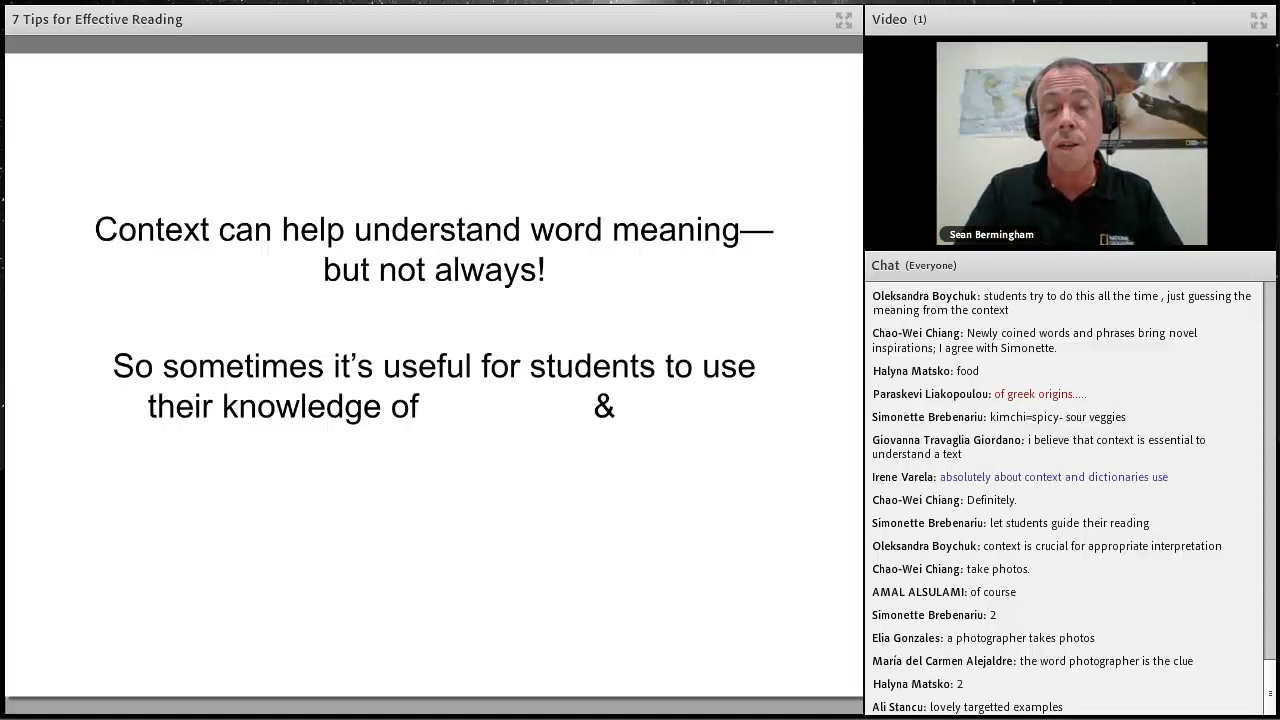 7 Tips for Effective Reading
Context can help understand word meaning—
but not always!
So sometimes it’s useful for students to use
their knowledge of &
Video (1)
NATIONAL
GEOGRAPHIC
Sean Bermingham
Chat (Everyone)
Oleksandra Boychuk: students try to do this all the time , just guessing the
meaning from the context
Chao-Wei Chiang: Newly coined words and phrases bring novel
inspirations; I agree with Simonette.
Halyna Matsko: food
Paraskevi Liakopoulou: of greek origins.....
Simonette Brebenariu: kimchi=spicy- sour veggies
Giovanna Travaglia Giordano: i believe that context is essential to
understand a text
Irene Varela: absolutely about context and dictionaries use
Chao-Wei Chiang: Definitely.
Simonette Brebenariu: let students guide their reading
Oleksandra Boychuk: context is crucial for appropriate interpretation
Chao-Wei Chiang: take photos.
AMAL ALSULAMI: of course
Simonette Brebenariu: 2
Elia Gonzales: a photographer takes photos
María del Carmen Alejaldre: the word photographer is the clue
Halyna Matsko: 2
Ali Stancu: lovely targetted examples